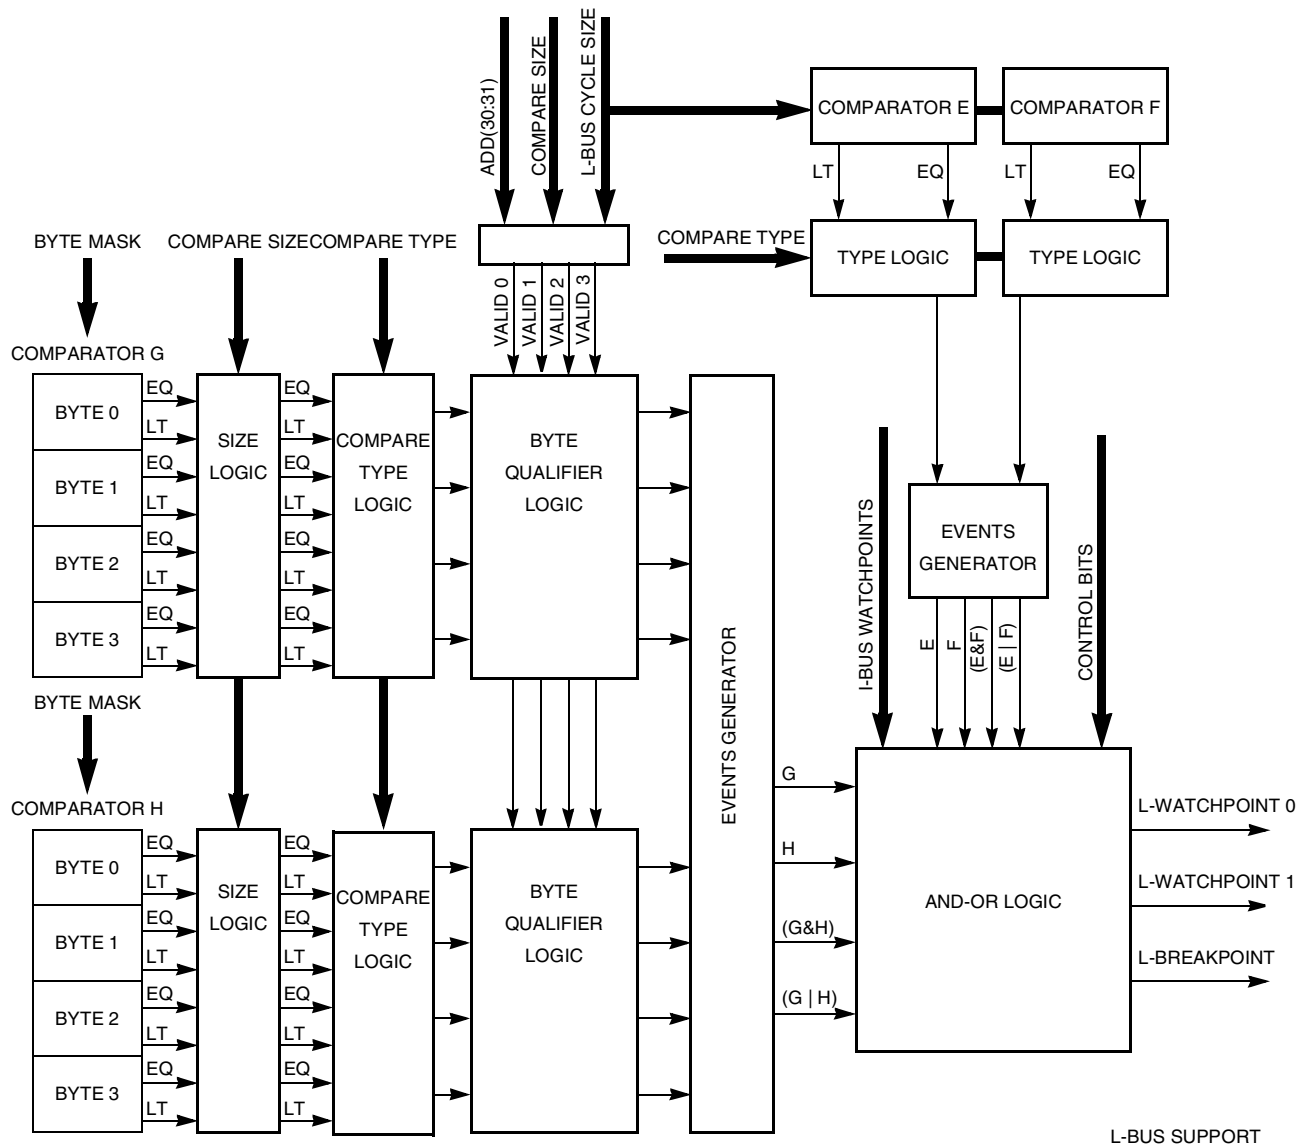 ADD(30:31)
COMPARE SIZE
L-BUS CYCLE SIZE
COMPARATOR E
COMPARATOR F
LT
EQ
LT
EQ
BYTE MASK
COMPARE SIZE
COMPARE TYPE
COMPARE TYPE
TYPE LOGIC
TYPE LOGIC
VALID 0
VALID 1
VALID 2
VALID 3
COMPARATOR G
BYTE 0
EQ
LT
BYTE 1
EQ
LT
BYTE 2
EQ
LT
BYTE 3
EQ
LT
SIZE
LOGIC
EQ
LT
EQ
LT
EQ
LT
EQ
LT
COMPARE
TYPE
LOGIC
BYTE
QUALIFIER
LOGIC
EVENTS GENERATOR
I-BUS WATCHPOINTS
EVENTS
GENERATOR
CONTROL BITS
E
F
(E&F)
(E | F)
BYTE MASK
COMPARATOR H
BYTE 0
EQ
LT
BYTE 1
EQ
LT
BYTE 2
EQ
LT
BYTE 3
EQ
LT
SIZE
LOGIC
EQ
LT
EQ
LT
EQ
LT
EQ
LT
COMPARE
TYPE
LOGIC
BYTE
QUALIFIER
LOGIC
G
H
(G&H)
(G | H)
AND-OR LOGIC
L-WATCHPOINT 0
L-WATCHPOINT 1
L-BREAKPOINT
L-BUS SUPPORT